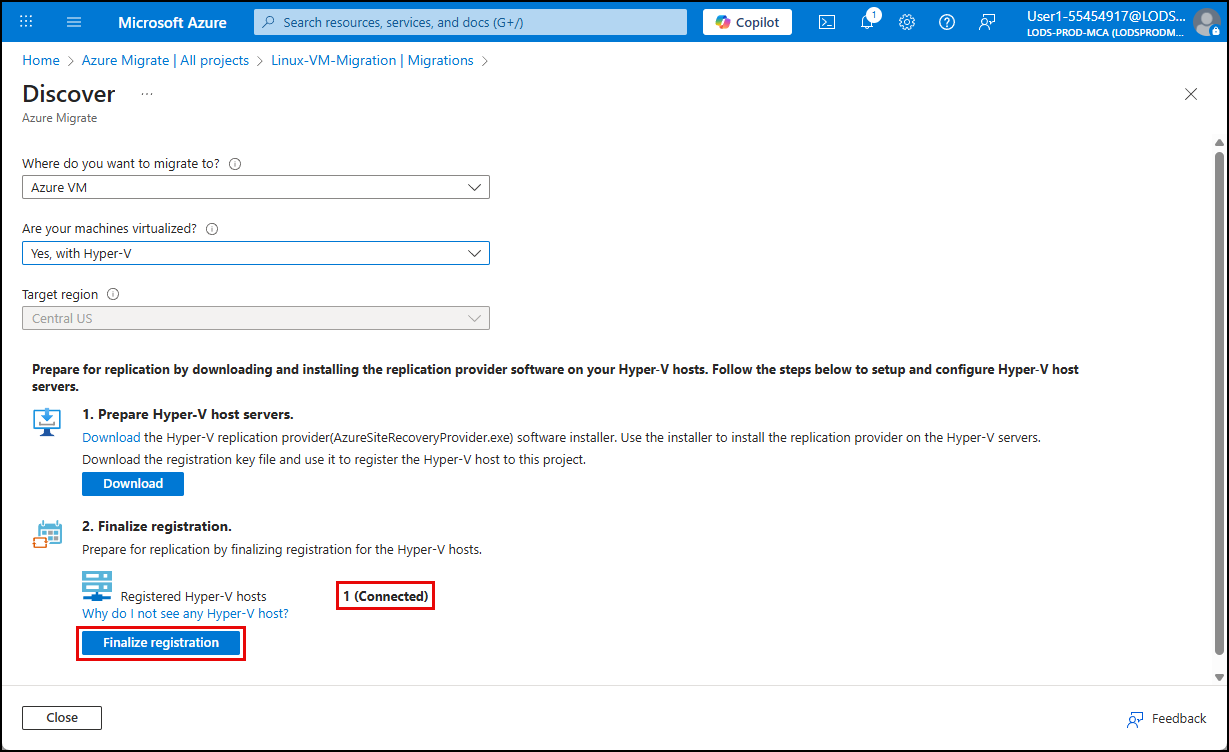 Microsoft Azure
Search resources, services, and docs (G+/)
Copilot
1
User1-55454917@LODS...
LODS-PROD-MCA (LODSPRODM...
Home > Azure Migrate | All projects > Linux-VM-Migration | Migrations >
Discover ...
Azure Migrate
Where do you want to migrate to?
Azure VM
Are your machines virtualized?
Yes, with Hyper-V
Target region
Central US
Prepare for replication by downloading and installing the replication provider software on your Hyper-V hosts. Follow the steps below to setup and configure Hyper-V host
servers.
1. Prepare Hyper-V host servers.
Download the Hyper-V replication provider(AzureSiteRecoveryProvider.exe) software installer. Use the installer to install the replication provider on the Hyper-V servers.
Download the registration key file and use it to register the Hyper-V host to this project.
Download
2. Finalize registration.
Prepare for replication by finalizing registration for the Hyper-V hosts.
Registered Hyper-V hosts 1 (Connected)
Why do I not see any Hyper-V host?
Finalize registration
Close
Feedback